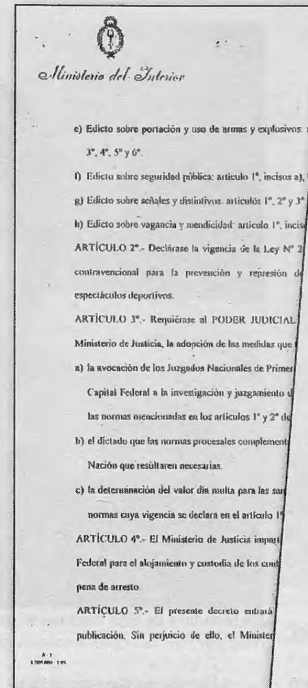 Ministerio del Interior
e) Edicto sobre portación y uso de armas y explosivos:
3º, 4º, 5º y 6º.
f) Edicto sobre seguridad pública: artículo 1º, incisos a),
g) Edicto sobre señales y distintivos: artículos 1º, 2º y 3º
h) Edicto sobre vagancia y mendicidad: artículo 1º, incis
ARTÍCULO 2º.- Declárase la vigencia de la Ley Nº 2
contravencional para la prevención y represión de
espectáculos deportivos.
ARTÍCULO 3º.- Requiérase al PODER JUDICIAL
Ministerio de Justicia, la adopción de las medidas que
a) la avocación de los Juzgados Nacionales de Primer
Capital Federal a la investigación y juzgamiento
las normas mencionadas en los artículos 1º y 2º de
b) el dictado que las normas procesales complement
Nación que resultaren necesarias.
c) la determinación del valor día multa para las san
normas cuya vigencia se declara en el artículo 1º
ARTÍCULO 4º.- El Ministerio de Justicia impart
Federal para el alojamiento y custodia de los cont
pena de arresto.
ARTÍCULO 5º.- El presente decreto entrará
publicación. Sin perjuicio de ello, el Minister